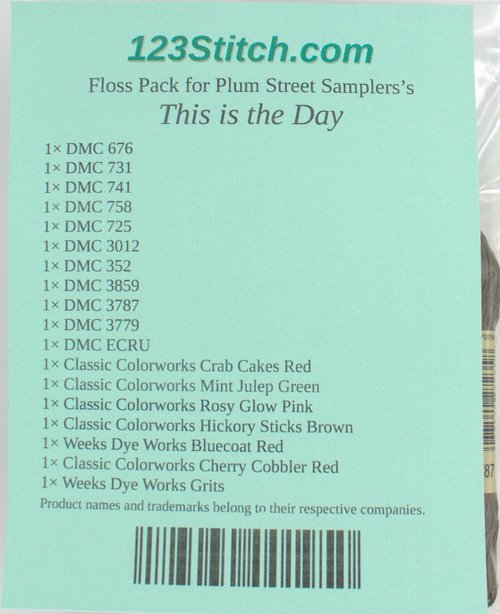 123Stitch.com
Floss Pack for Plum Street Samplers's
This is the Day
1× DMC 676
1× DMC 731
1× DMC 741
1× DMC 758
1× DMC 725
1× DMC 3012
1× DMC 352
1× DMC 3859
1× DMC 3787
1× DMC 3779
1× DMC ECRU
1× Classic Colorworks Crab Cakes Red
1× Classic Colorworks Mint Julep Green
1× Classic Colorworks Rosy Glow Pink
1× Classic Colorworks Hickory Sticks Brown
1× Weeks Dye Works Bluecoat Red
1× Classic Colorworks Cherry Cobbler Red
1× Weeks Dye Works Grits
Product names and trademarks belong to their respective companies.
87